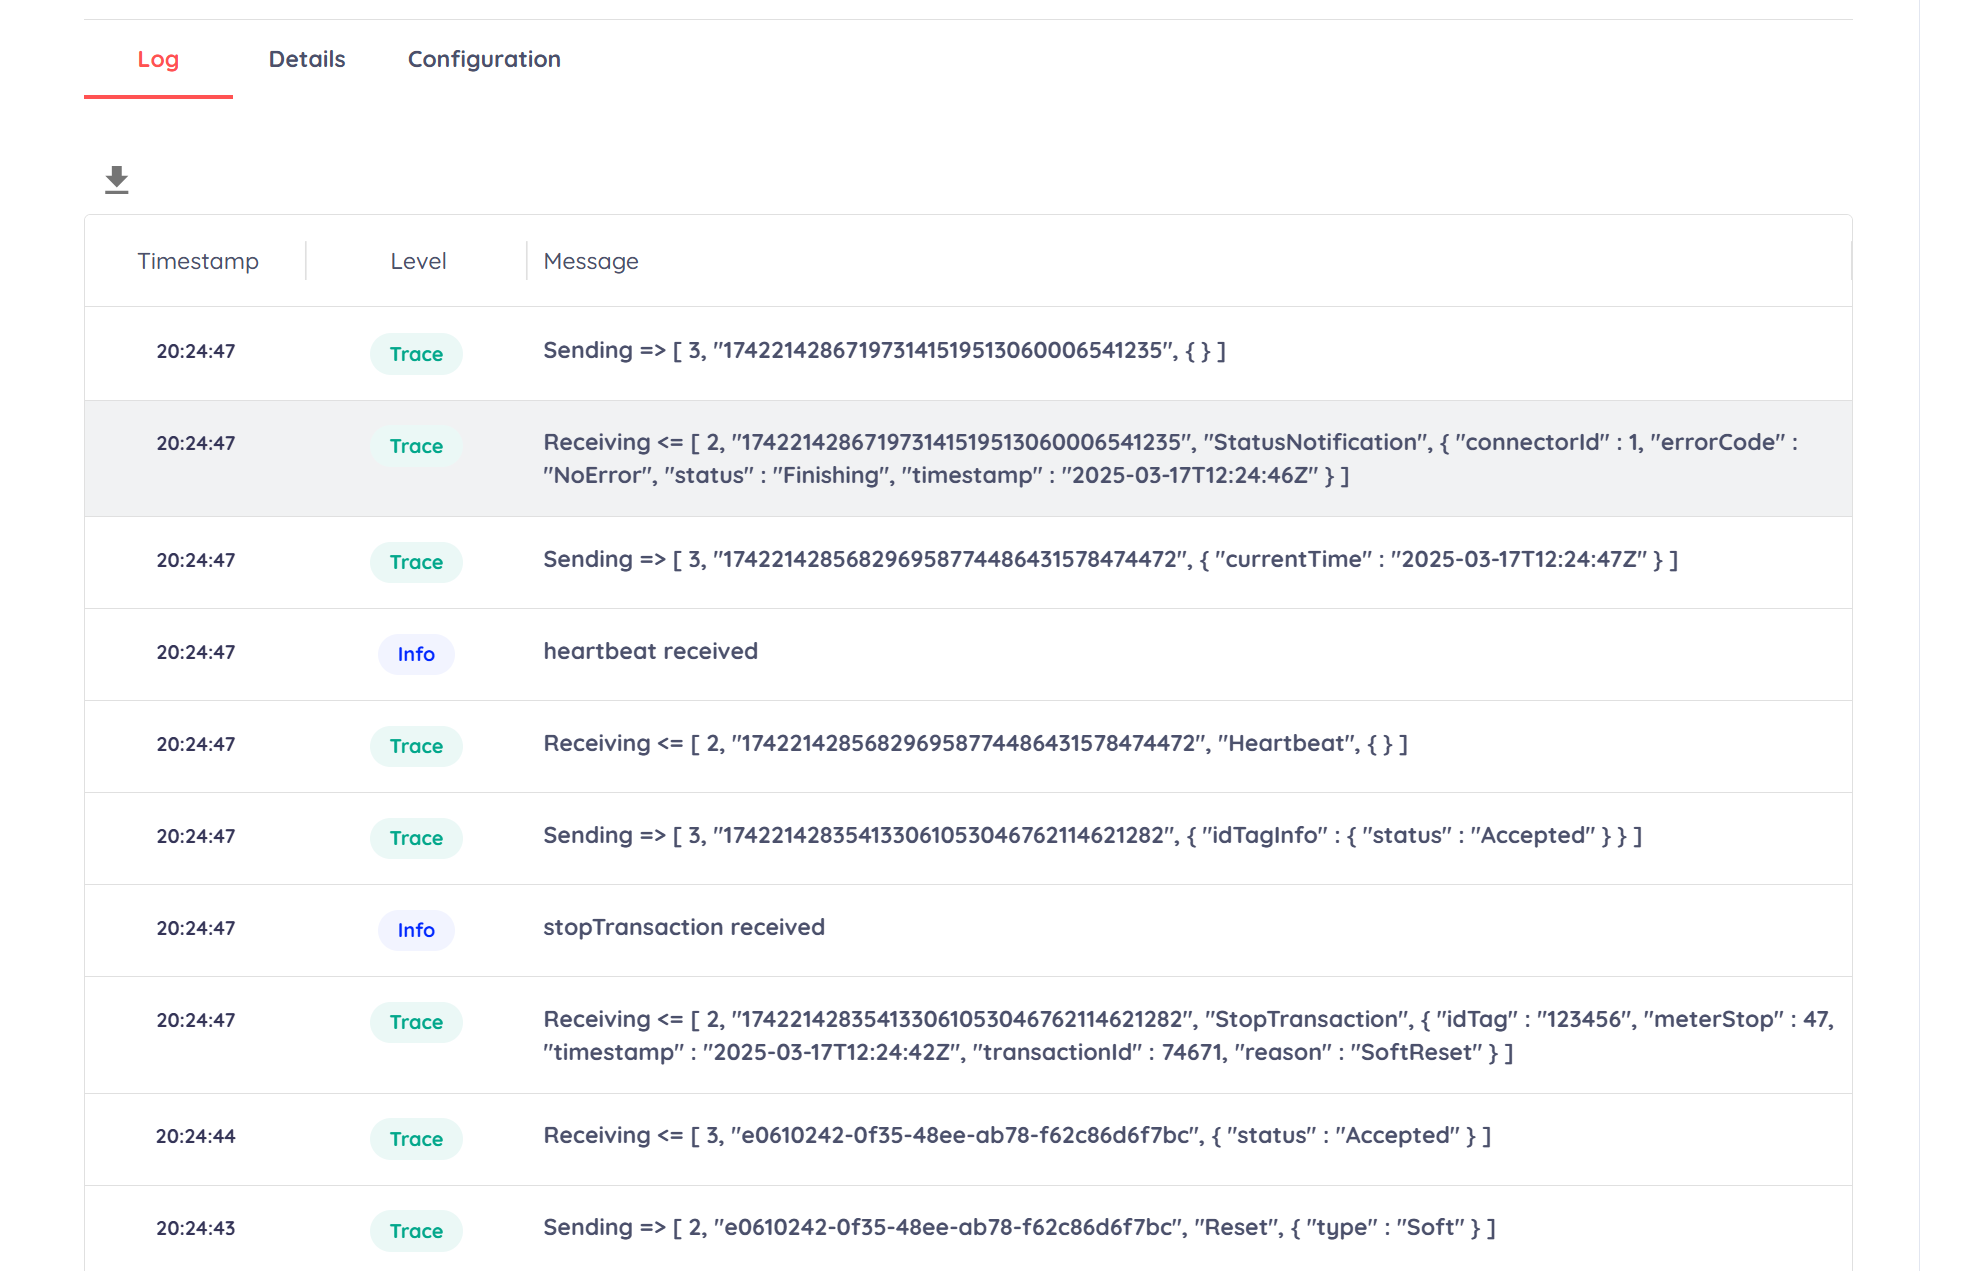 Log Details Configuration
Timestamp Level Message
20:24:47 Trace Sending => [ 3, "1742214286719731415195130600065​41235", { } ]
20:24:47 Trace Receiving <= [ 2, "174221428671973141519513060006541235", "StatusNotification", { "connectorId" : 1, "errorCode" :
"NoError", "status" : "Finishing", "timestamp" : "2025-03-17T12:24:46Z" } ]
20:24:47 Trace Sending => [ 3, "174221428568296958774486431578474472", { "currentTime" : "2025-03-17T12:24:47Z" } ]
20:24:47 Info heartbeat received
20:24:47 Trace Receiving <= [ 2, "174221428568296958774486431578474472", "Heartbeat", { } ]
20:24:47 Trace Sending => [ 3, "1742214283541330610530467621146​21282", { "idTagInfo" : { "status" : "Accepted" } } ]
20:24:47 Info stopTransaction received
20:24:47 Trace Receiving <= [ 2, "174221428354133061053046762114621282", "StopTransaction", { "idTag" : "123456", "meterStop" : 47,
"timestamp" : "2025-03-17T12:24:42Z", "transactionId" : 74671, "reason" : "SoftReset" } ]
20:24:44 Trace Receiving <= [ 3, "e0610242-0f35-48ee-ab78-f62c86d6f7bc", { "status" : "Accepted" } ]
20:24:43 Trace Sending => [ 2, "e0610242-0f35-48ee-ab78-f62c86d6f7bc", "Reset", { "type" : "Soft" } ]